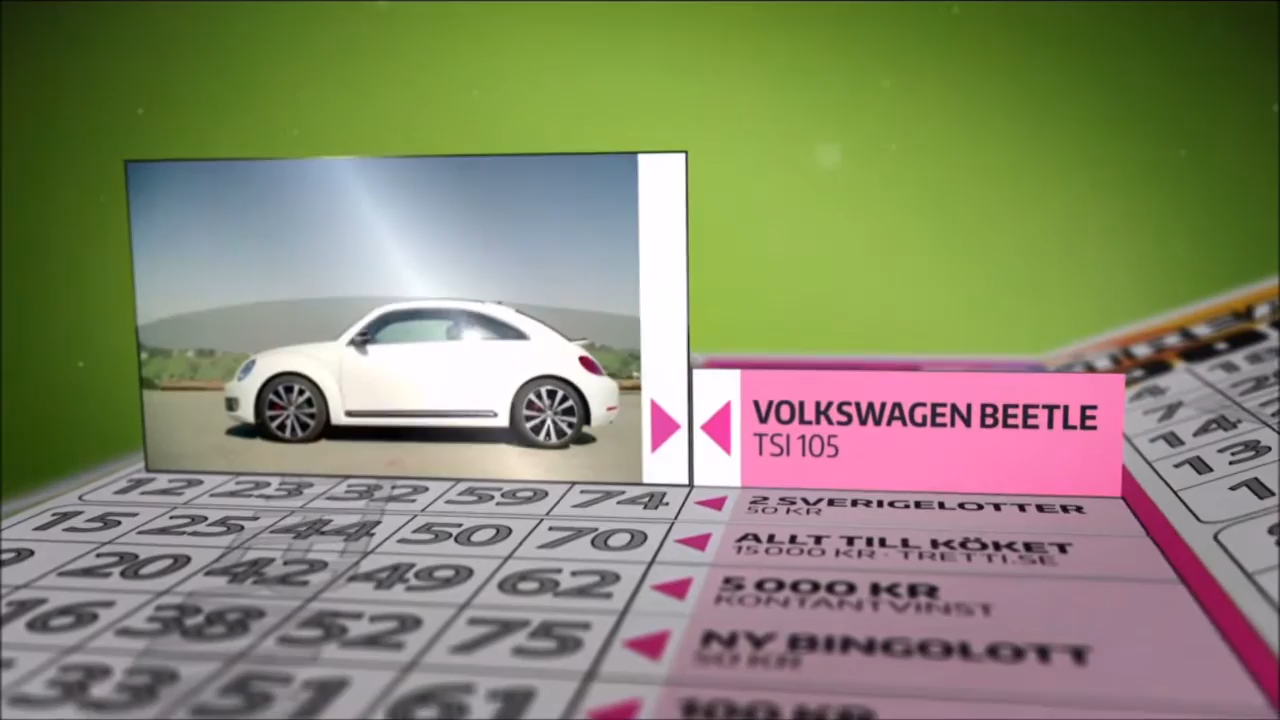 VOLKSWAGEN BEETLE
TSI 105
12 23 32 59 74
2 SVERIGELOTTER
50 KR
15 25 44 50 70
ALLT TILL KÖKET
15 000 KR · TRETTI.SE
20 42 49 62
5 000 KR
KONTANTVINST
16 38 52 75
NY BINGOLOTT
50 KR
33 51 61
100 KR